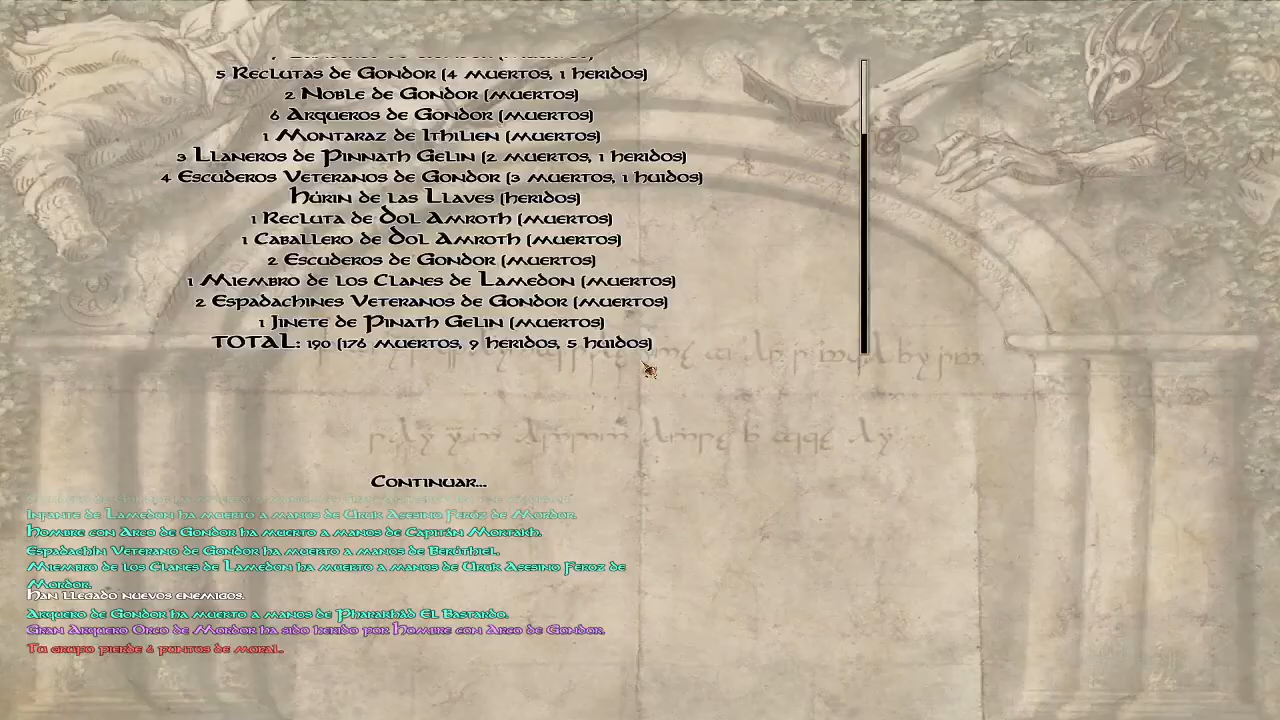 5 Reclutas de Gondor (4 muertos, 1 heridos)
2 Noble de Gondor (muertos)
6 Arqueros de Gondor (muertos)
1 Montaraz de Ithilien (muertos)
3 Llaneros de Pinnath Gelin (2 muertos, 1 heridos)
4 Escuderos Veteranos de Gondor (3 muertos, 1 huidos)
Húrin de las Llaves (heridos)
1 Recluta de Dol Amroth (muertos)
1 Caballero de Dol Amroth (muertos)
2 Escuderos de Gondor (muertos)
1 Miembro de los Clanes de Lamedon (muertos)
2 Espadachines Veteranos de Gondor (muertos)
1 Jinete de Pinath Gelin (muertos)
TOTAL: 190 (176 muertos, 9 heridos, 5 huidos)
Continuar...
Infante de Lamedon ha muerto a manos de Uruk Asesino Feroz de Mordor.
Hombre con Arco de Gondor ha muerto a manos de Capitán Mortakh.
Espadachín Veterano de Gondor ha muerto a manos de Berúthiel.
Miembro de los Clanes de Lamedon ha muerto a manos de Uruk Asesino Feroz de
Mordor.
Han llegado nuevos enemigos.
Arquero de Gondor ha muerto a manos de Pharakhâd El Bastardo.
Gran Arquero Orco de Mordor ha sido herido por Hombre con Arco de Gondor.
Tu grupo pierde 6 puntos de moral.